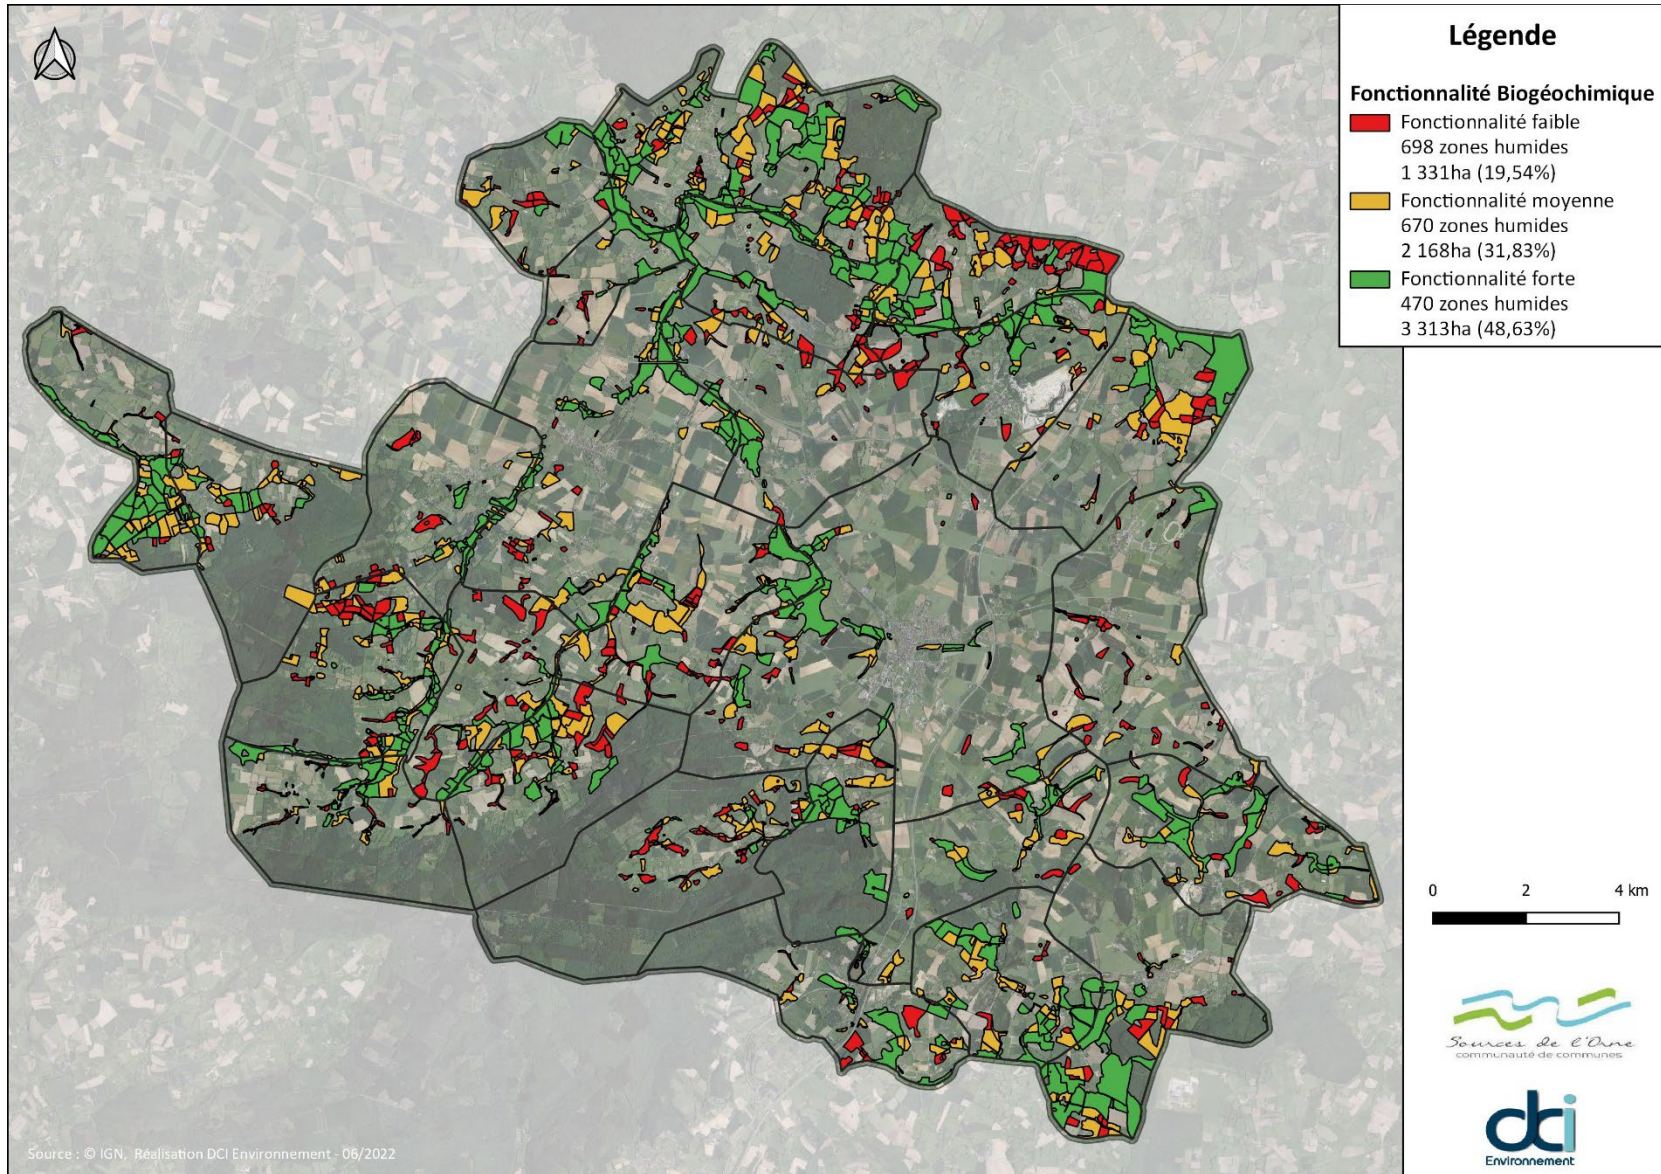 Légende
Fonctionnalité Biogéochimique
Fonctionnalité faible
698 zones humides
1 331ha (19,54%)
Fonctionnalité moyenne
670 zones humides
2 168ha (31,83%)
Fonctionnalité forte
470 zones humides
3 313ha (48,63%)
0 2 4 km
Sources de l'Orne
communauté de communes
dci
Environnement
Source : © IGN, Réalisation DCI Environnement - 06/2022